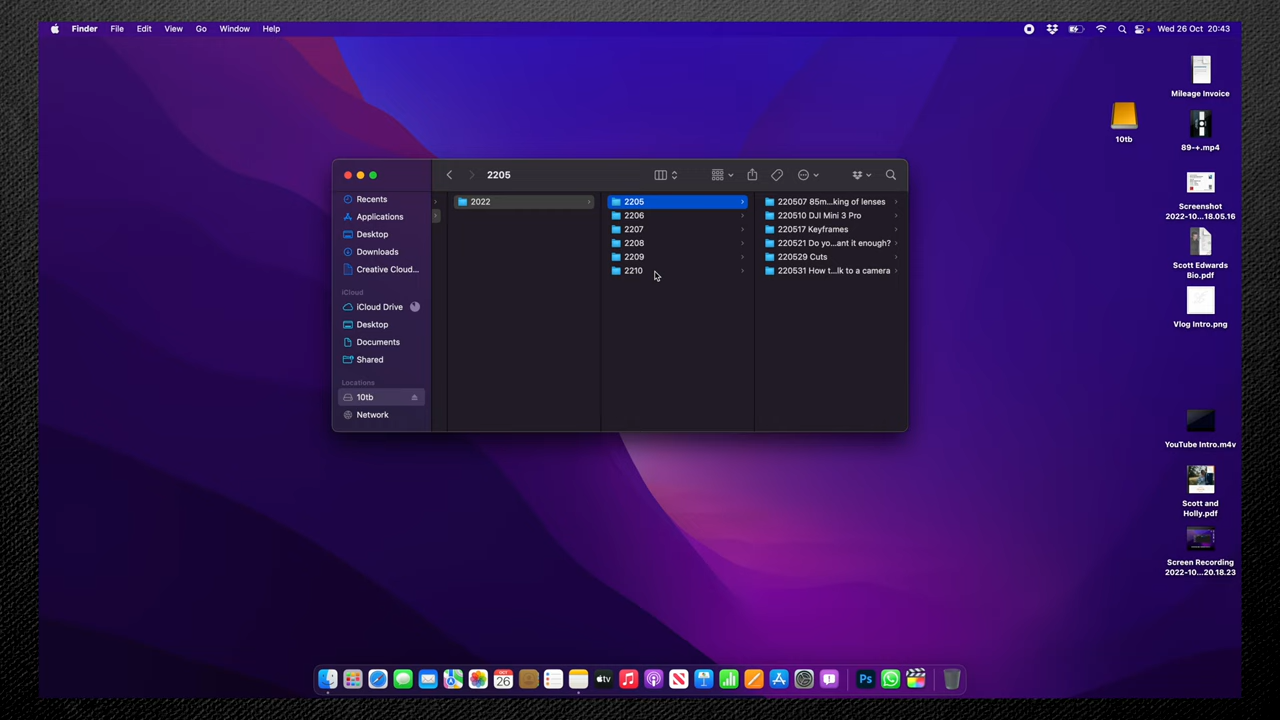 Finder File Edit View Go Window Help
Wed 26 Oct 20:43
2205
Recents
Applications
Desktop
Downloads
Creative Cloud...
iCloud
iCloud Drive
Desktop
Documents
Shared
Locations
10tb
Network
2022
2205
2206
2207
2208
2209
2210
220507 85m...king of lenses
220510 DJI Mini 3 Pro
220517 Keyframes
220521 Do yo...ant it enough?
220529 Cuts
220531 How t...lk to a camera
10tb
Mileage Invoice
89-+.mp4
Screenshot
2022-10...18.05.16
Scott Edwards
Bio.pdf
Vlog Intro.png
YouTube Intro.m4v
Scott and
Holly.pdf
Screen Recording
2022-10...20.18.23
OCT
26
tv
Ps